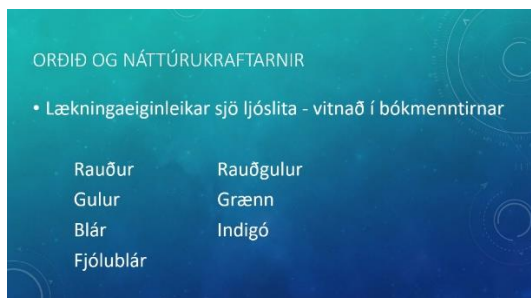 ORÐIÐ OG NÁTTÚRUKRAFTARNIR
• Lækningaeiginleikar sjö ljóslita - vitnað í bókmenntirnar
Rauður Rauðgulur
Gulur Grænn
Blár Indigó
Fjólublár